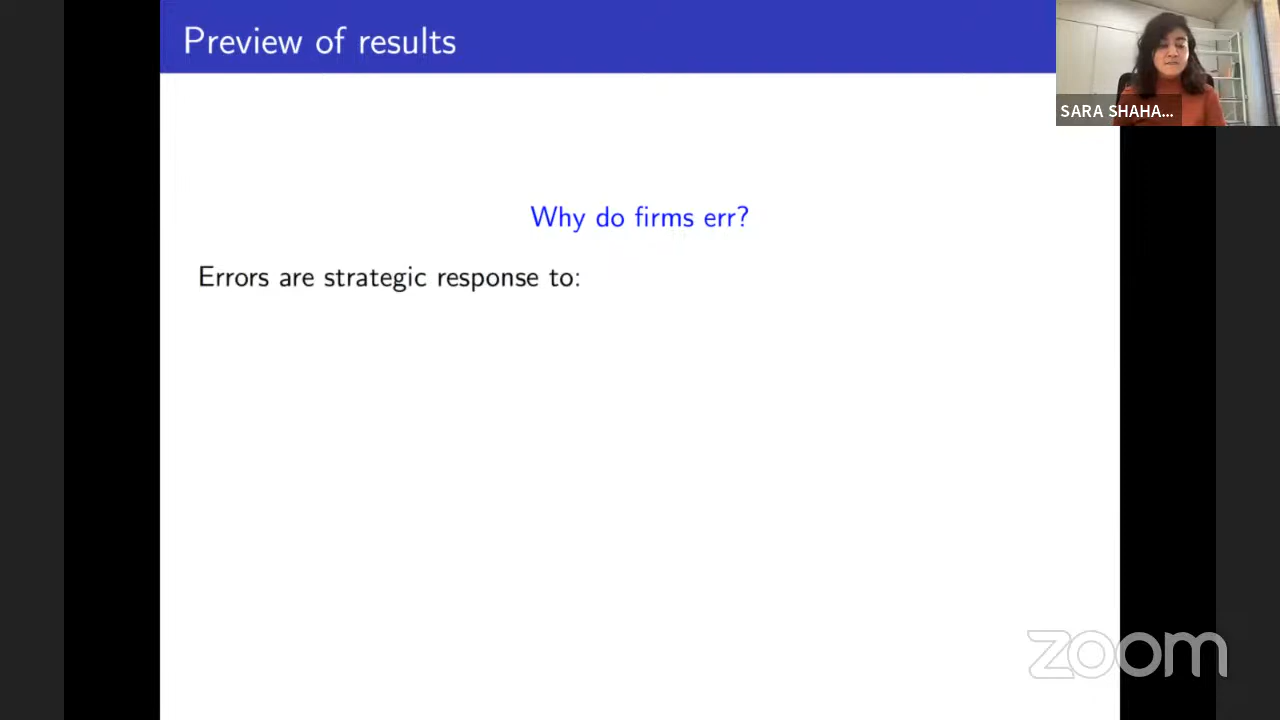 Preview of results
SARA SHAHA...
Why do firms err?
Errors are strategic response to:
zoom